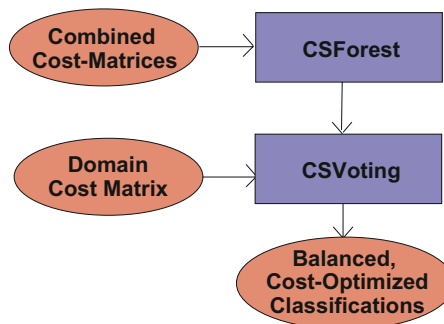 Combined
Cost-Matrices
CSForest
Domain
Cost Matrix
CSVoting
Balanced,
Cost-Optimized
Classifications